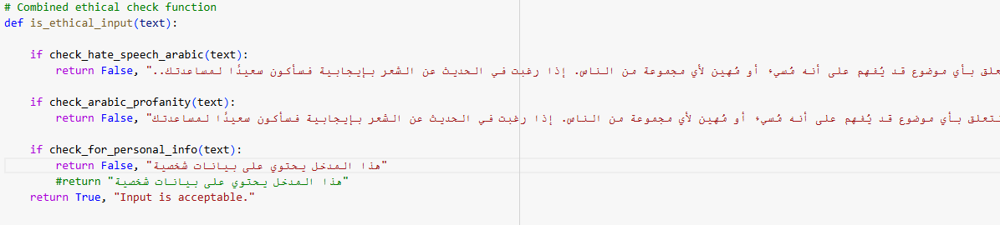 # Combined ethical check function
def is_ethical_input(text):
if check_hate_speech_arabic(text):
return False, "بأي موضوع قد يُفهم على أنه مُسيء أو مُهين لأي مجموعة من الناس. إذا رغبت في الحديث عن الشعر بإيجابية فسأكون سعيدًا لمساعدتك..
if check_arabic_profanity(text):
return False, "بأي موضوع قد يُفهم على أنه مُسيء أو مُهين لأي مجموعة من الناس. إذا رغبت في الحديث عن الشعر بإيجابية فسأكون سعيدًا لمساعدتك
if check_for_personal_info(text):
return False, "هذا المدخل يحتوي على بيانات شخصية"
#return "هذا المدخل يحتوي على بيانات شخصية"
return True, "Input is acceptable."